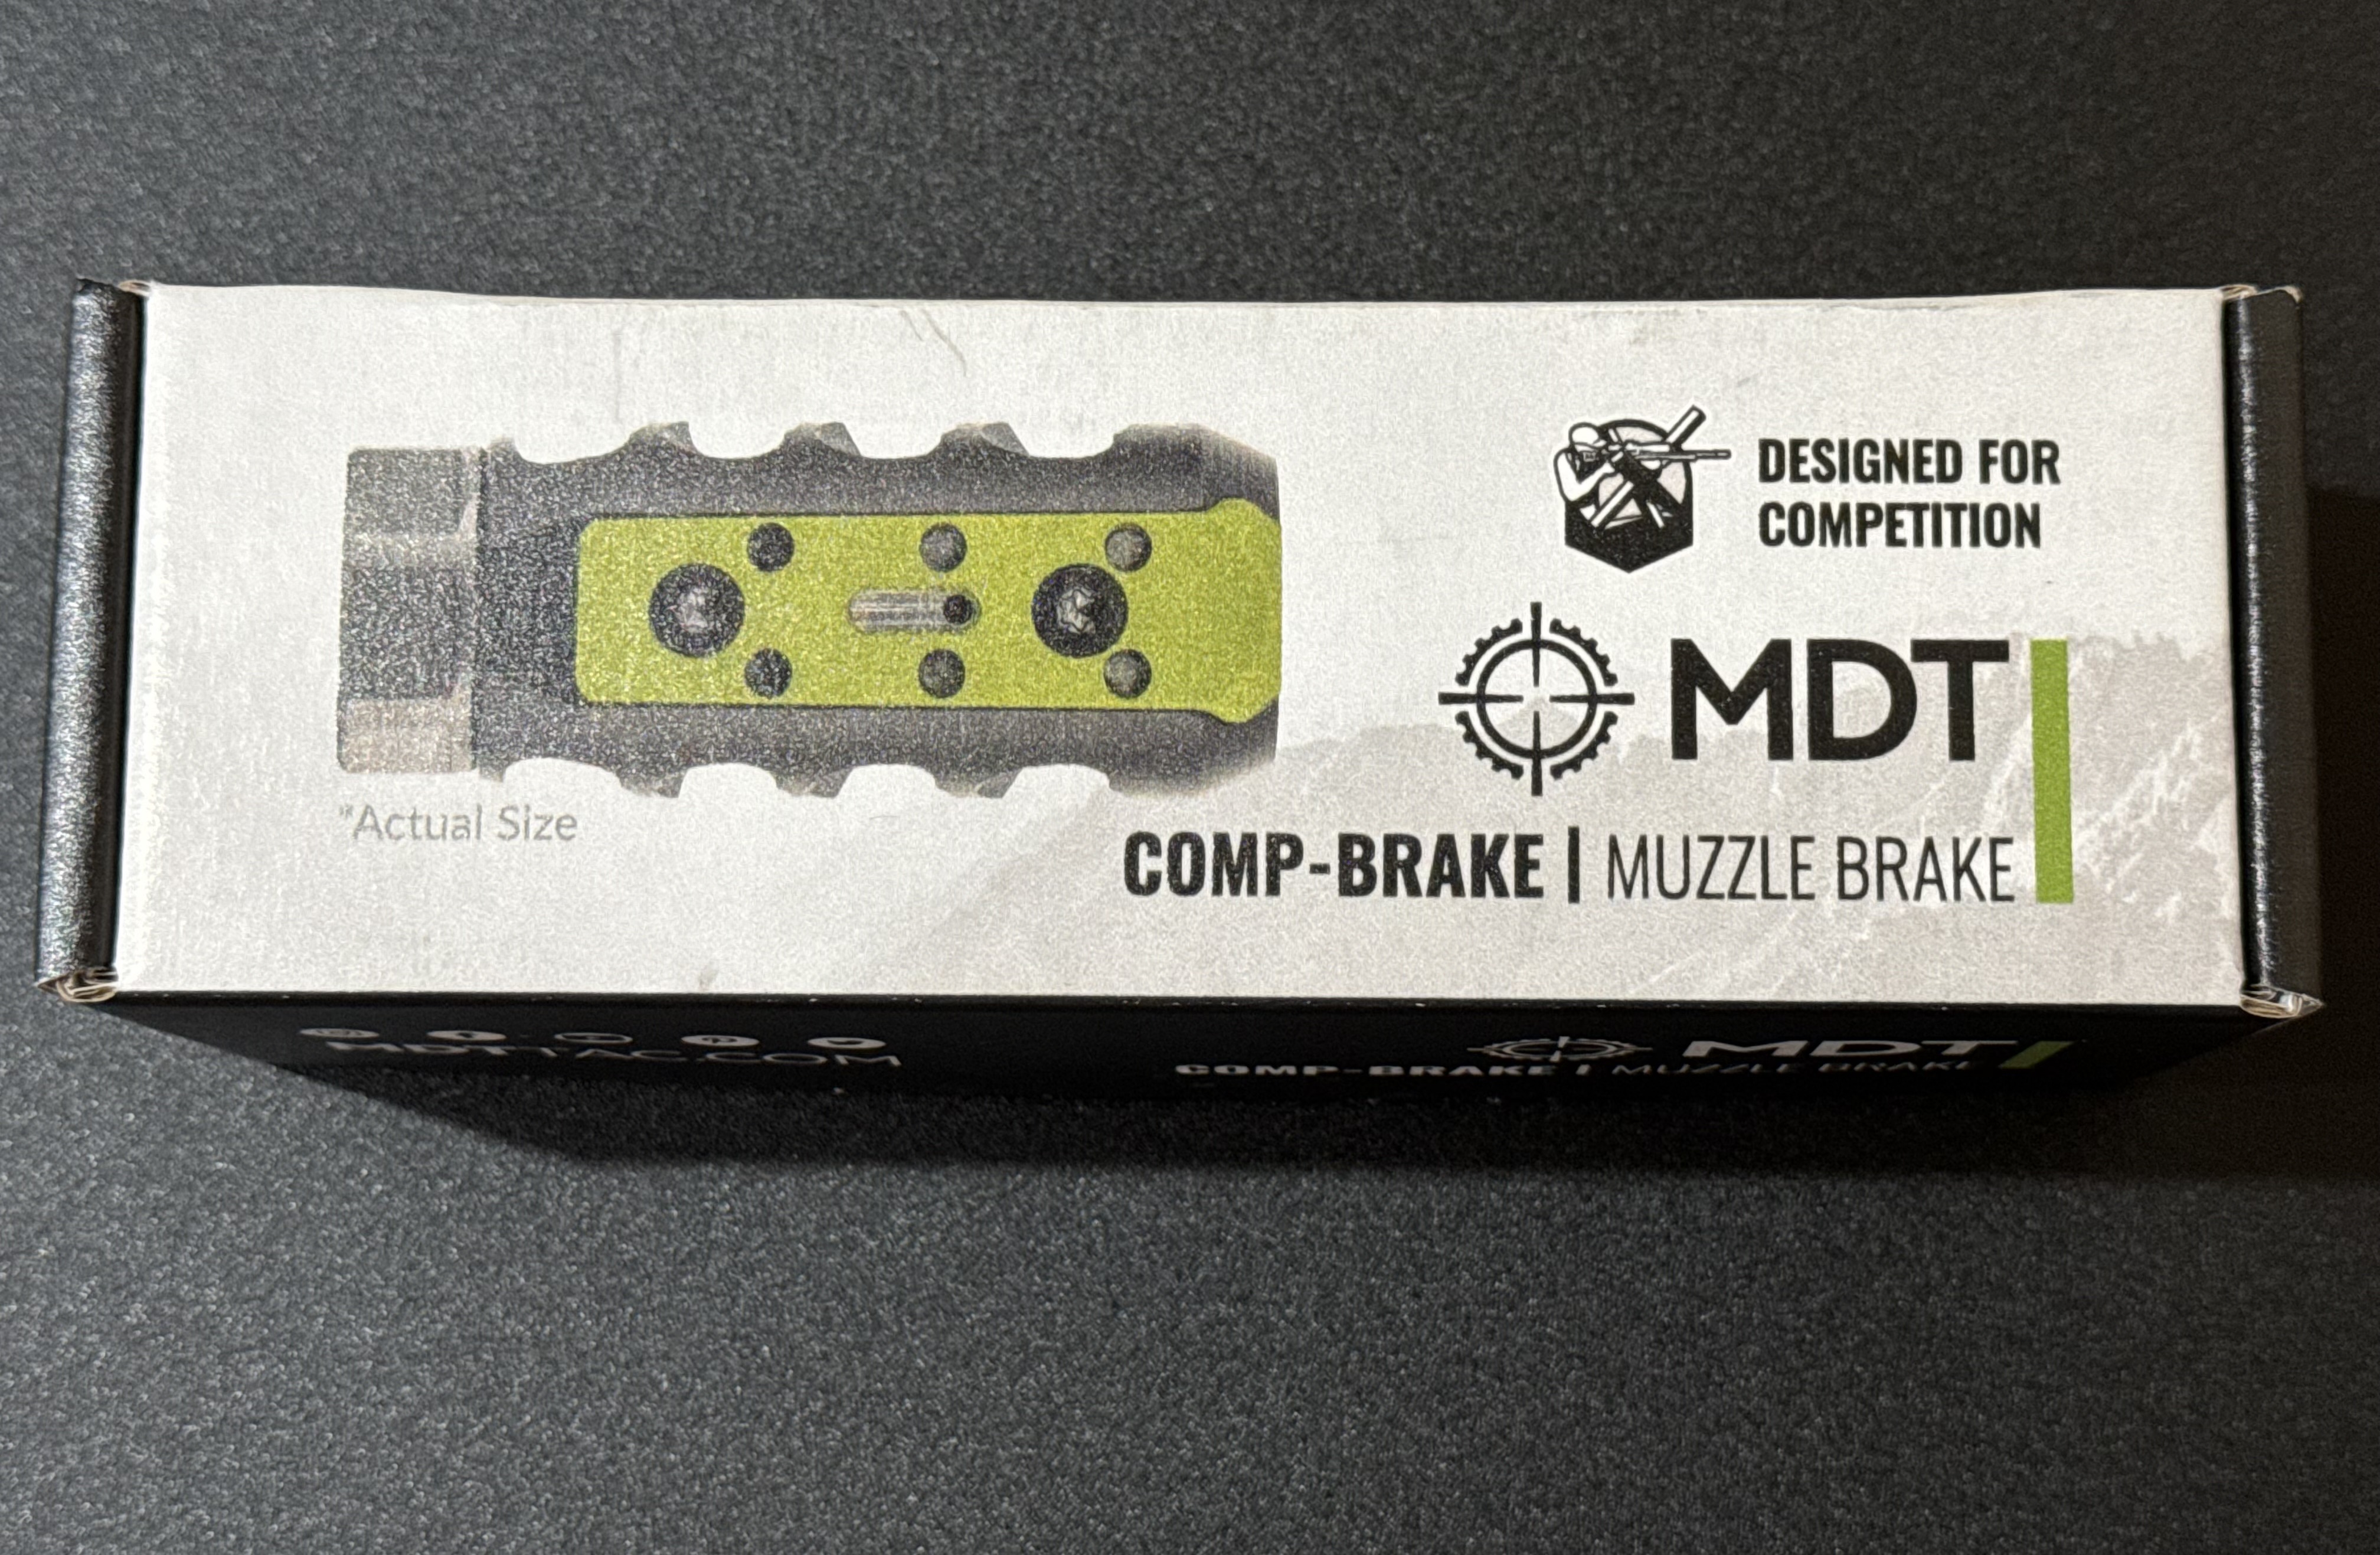 DESIGNED FOR
COMPETITION
MDT
*Actual Size
COMP-BRAKE | MUZZLE BRAKE
MDTTAC.COM
MDT
COMP-BRAKE | MUZZLE BRAKE